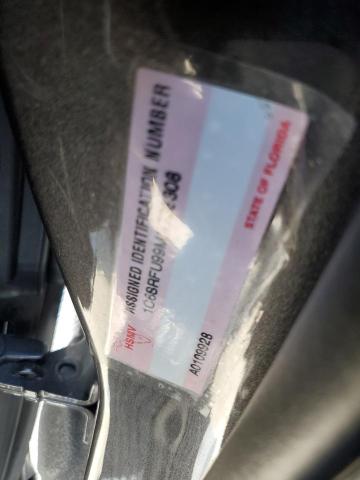 ASSIGNED IDENTIFICATION NUMBER
HSMV
A0109928
STATE OF FLORIDA